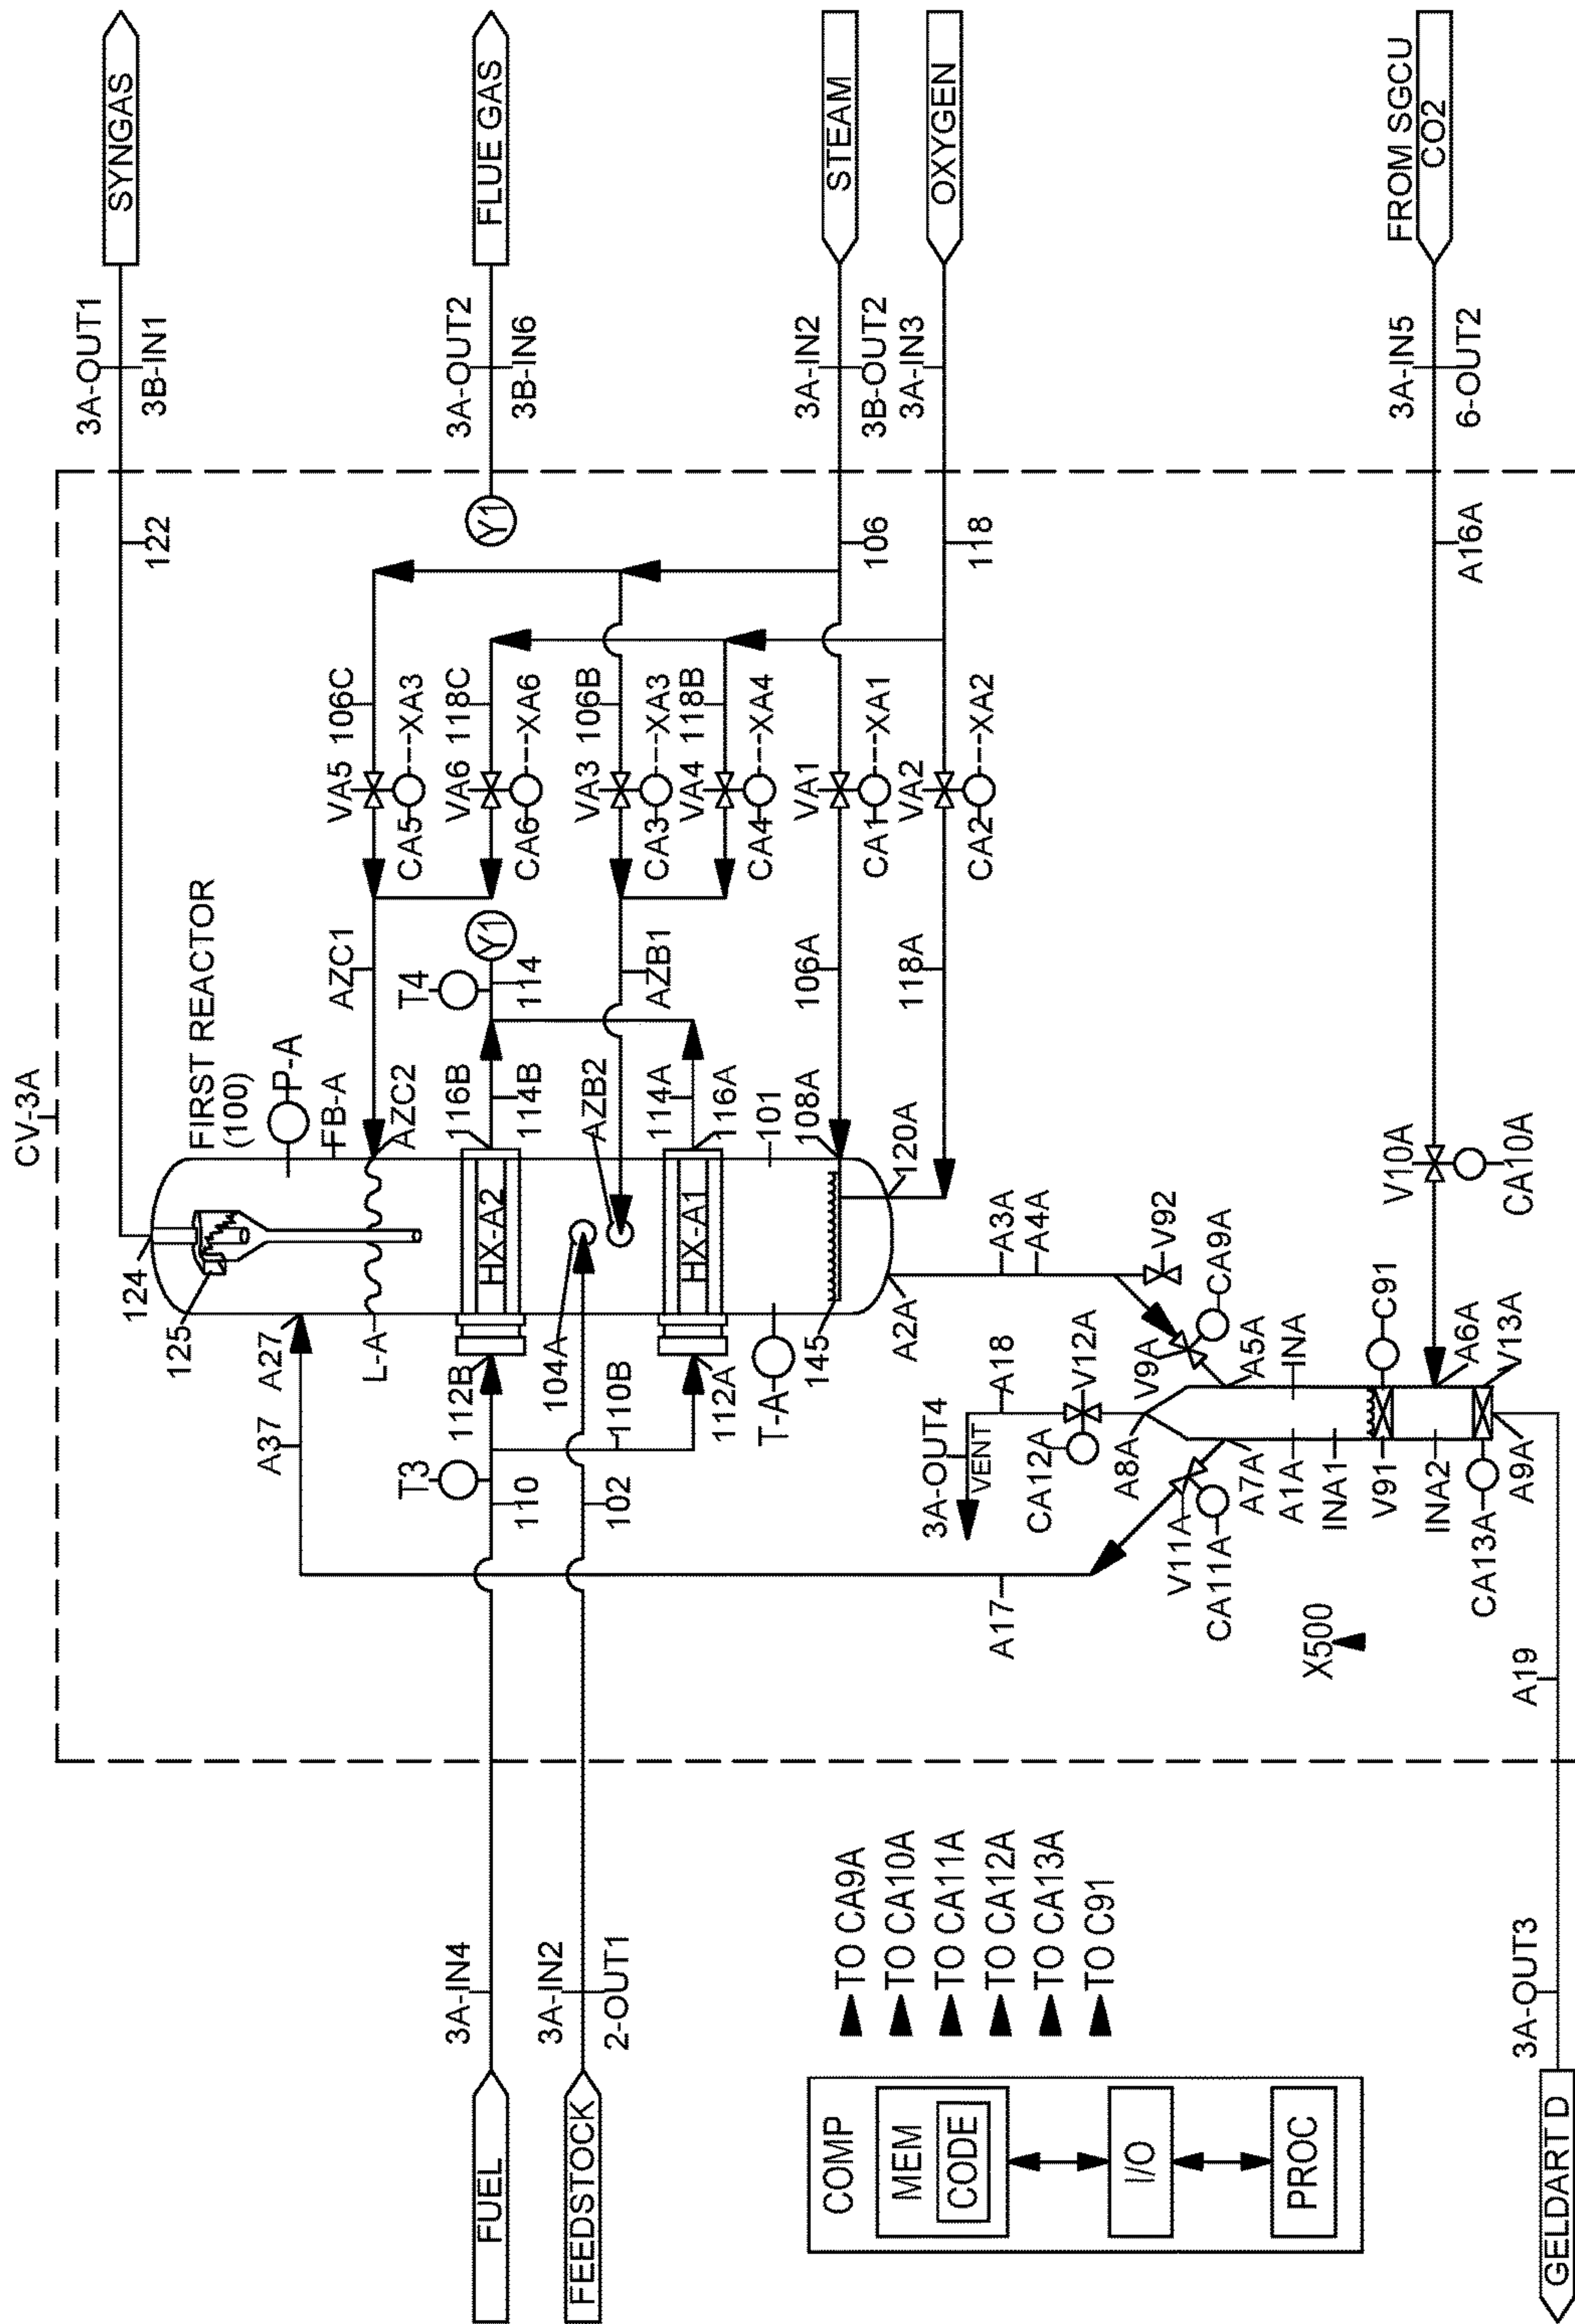 CV-3A
FUEL
3A-IN4
FEEDSTOCK
3A-IN2
2-OUT1
SYNGAS
3A-OUT1
3B-IN1
122
FLUE GAS
3A-OUT2
3B-IN6
Y1
STEAM
3A-IN2
3B-OUT2
106
OXYGEN
3A-IN3
118
FROM SGCU
CO2
3A-IN5
6-OUT2
A16A
FIRST REACTOR
(100)
P-A
FB-A
124
125
A27
A37
L-A
AZC1
AZC2
VA5
106C
CA5
XA3
VA6
118C
CA6
XA6
VA3
106B
CA3
XA3
VA4
118B
CA4
XA4
VA1
CA1
XA1
VA2
CA2
XA2
T3
110
112B
HX-A2
116B
114B
T4
Y1
114
104A
102
110B
AZB2
AZB1
112A
HX-A1
114A
116A
T-A
101
145
108A
106A
118A
120A
A2A
A3A
A4A
V92
3A-OUT4
VENT
A18
V12A
CA12A
V9A
CA9A
A8A
A5A
A17
V11A
CA11A
A7A
A1A
INA
INA1
V91
C91
INA2
A6A
V10A
CA10A
CA13A
V13A
A9A
X500
A19
3A-OUT3
GELDART D
COMP
MEM
CODE
I/O
PROC
TO CA9A
TO CA10A
TO CA11A
TO CA12A
TO CA13A
TO C91